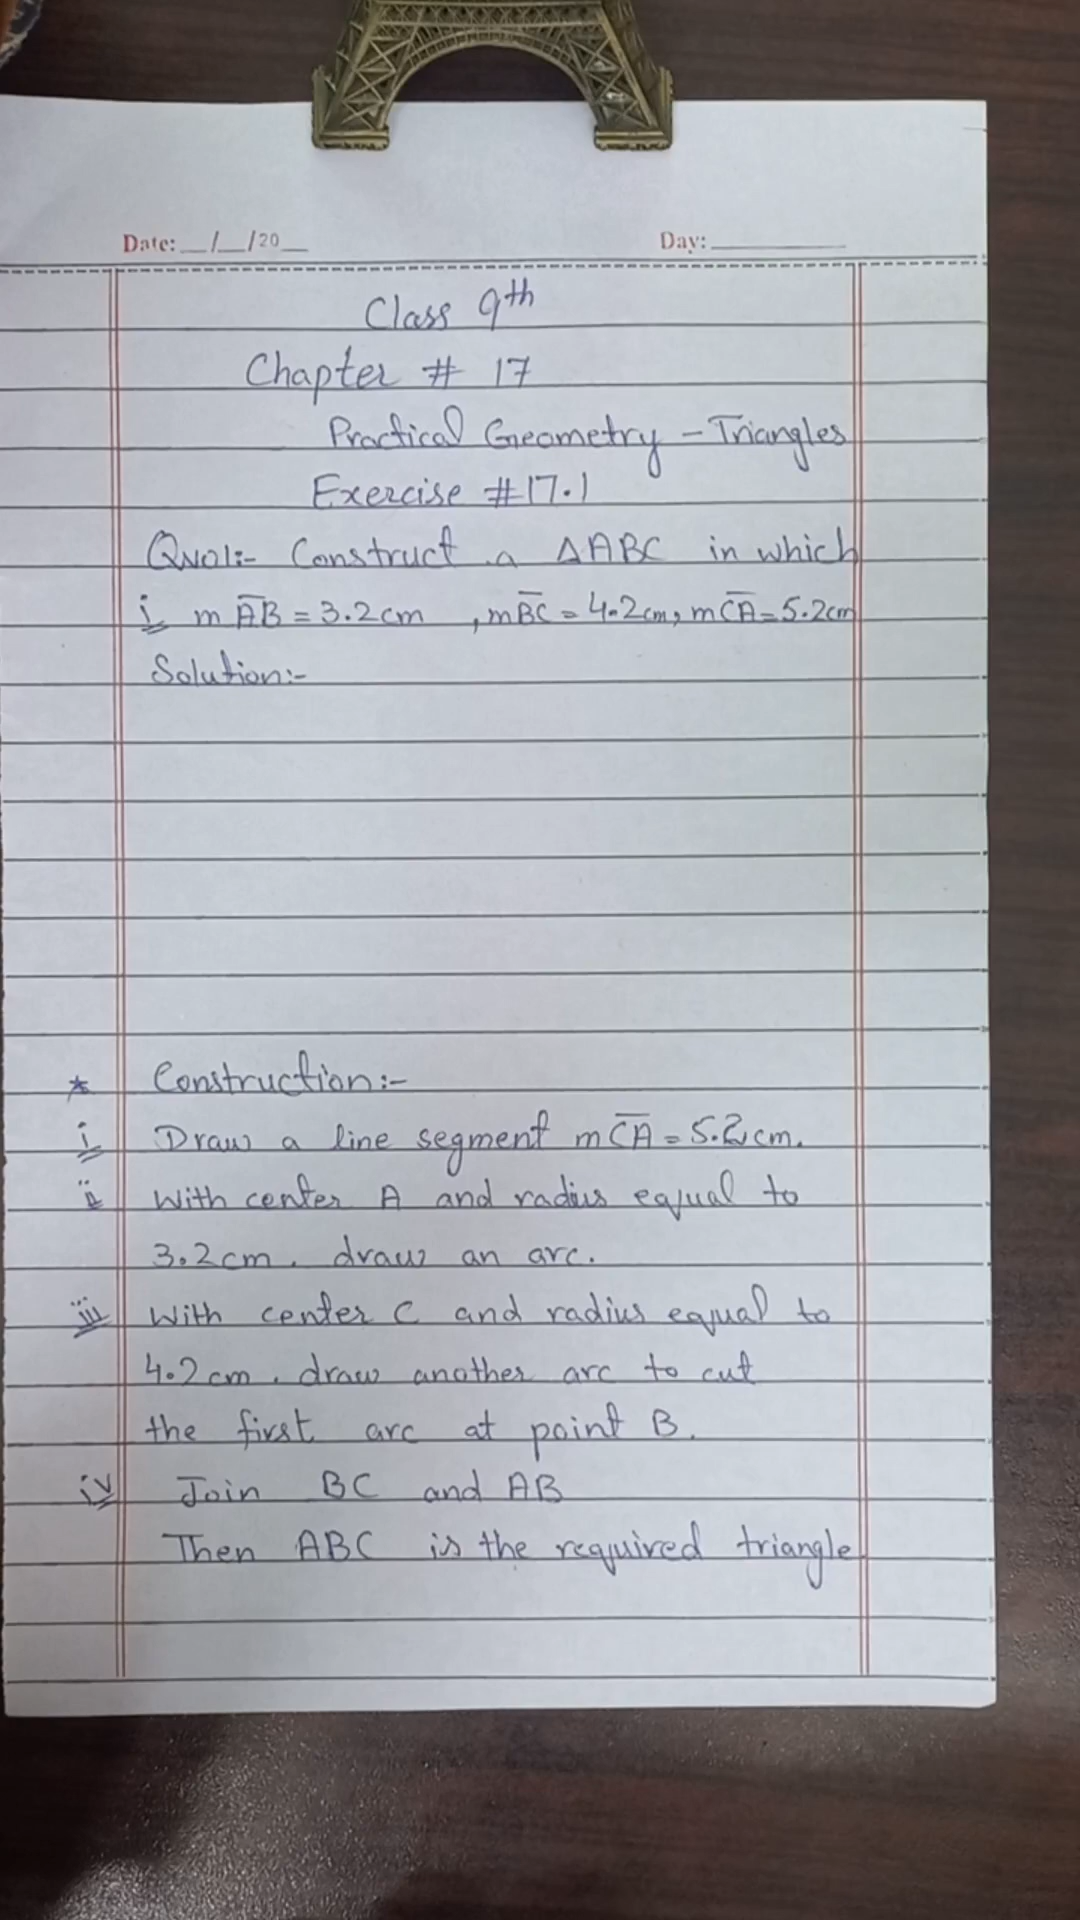 Date: __/__/20__ Day: ________
Class 9th
Chapter # 17
Practical Geometry - Triangles
Exercise #17.1
QNo1:- Construct a ΔABC in which
i, m AB̅ = 3.2cm , mBC̅ = 4.2cm, mCA̅ = 5.2cm
Solution:-
* Construction:-
i, Draw a line segment mCA̅ = 5.2cm.
ii With center A and radius equal to
3.2cm. draw an arc.
iii With center C and radius equal to
4.2cm. draw another arc to cut
the first arc at point B.
iv Join BC and AB
Then ABC is the required triangle